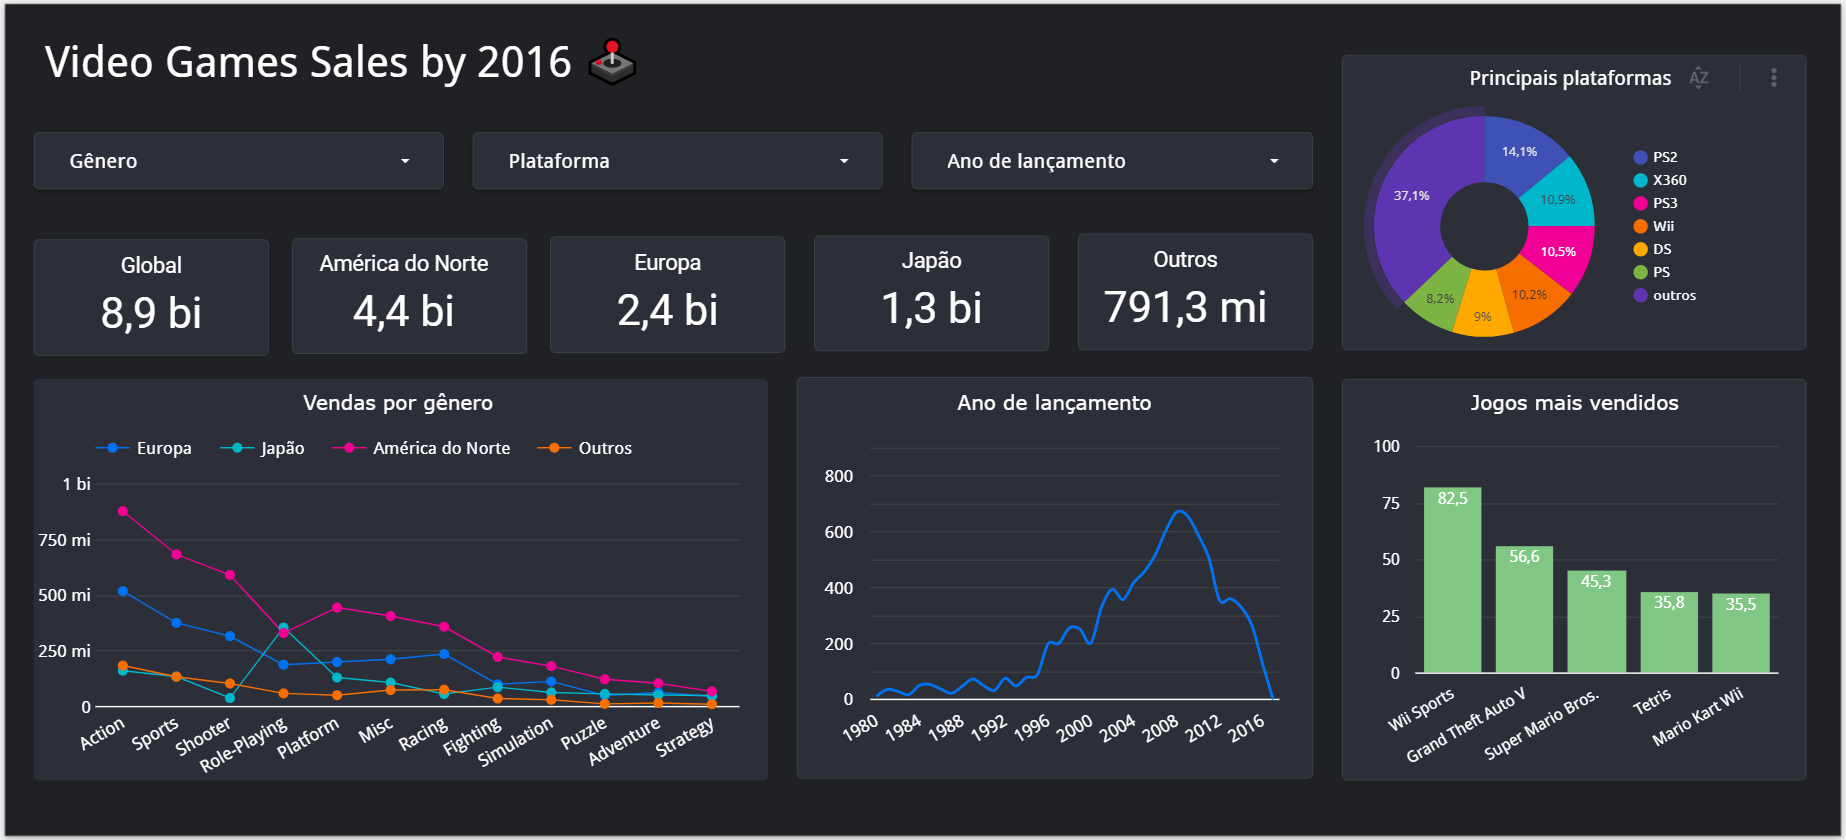 Video Games Sales by 2016
Gênero
Plataforma
Ano de lançamento
Global
8,9 bi
América do Norte
4,4 bi
Europa
2,4 bi
Japão
1,3 bi
Outros
791,3 mi
Principais plataformas
AZ
14,1%
10,9%
10,5%
10,2%
9%
8,2%
37,1%
PS2
X360
PS3
Wii
DS
PS
outros
Vendas por gênero
Europa
Japão
América do Norte
Outros
1 bi
750 mi
500 mi
250 mi
0
Action
Sports
Shooter
Role-Playing
Platform
Misc
Racing
Fighting
Simulation
Puzzle
Adventure
Strategy
Ano de lançamento
800
600
400
200
0
1980
1984
1988
1992
1996
2000
2004
2008
2012
2016
Jogos mais vendidos
100
75
50
25
0
82,5
56,6
45,3
35,8
35,5
Wii Sports
Grand Theft Auto V
Super Mario Bros.
Tetris
Mario Kart Wii